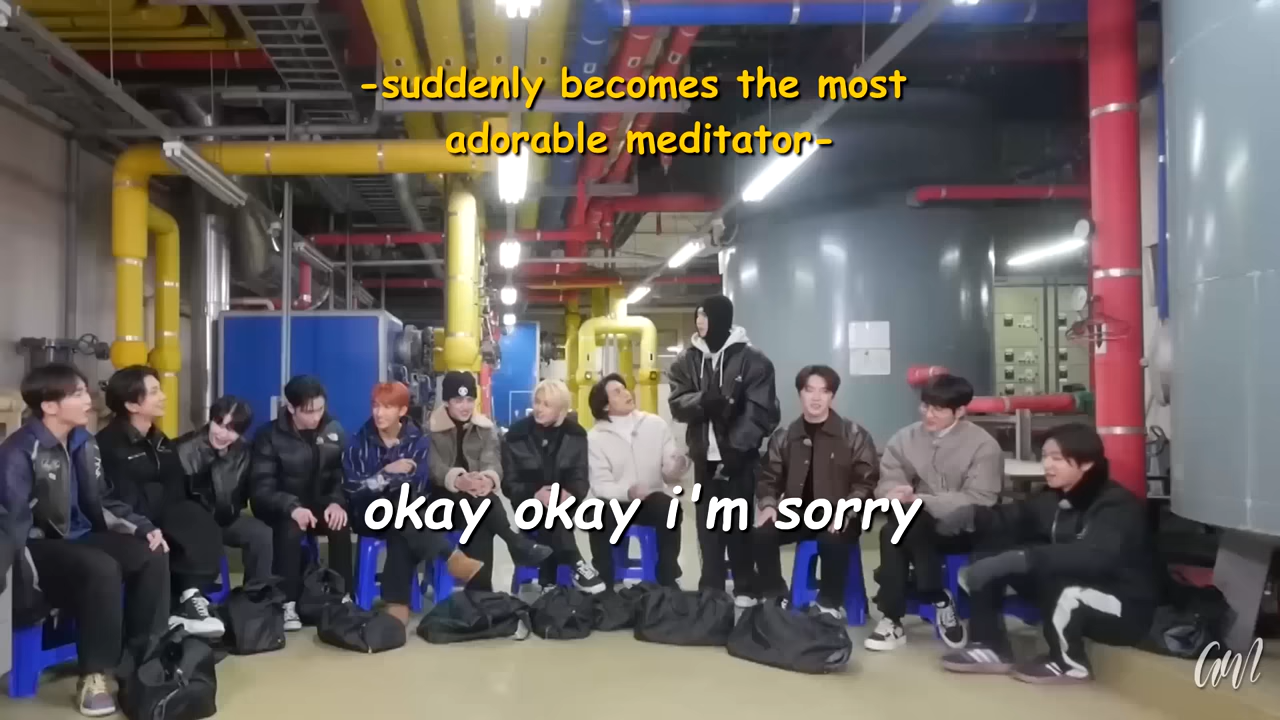 -suddenly becomes the most
adorable meditator-
okay okay i'm sorry